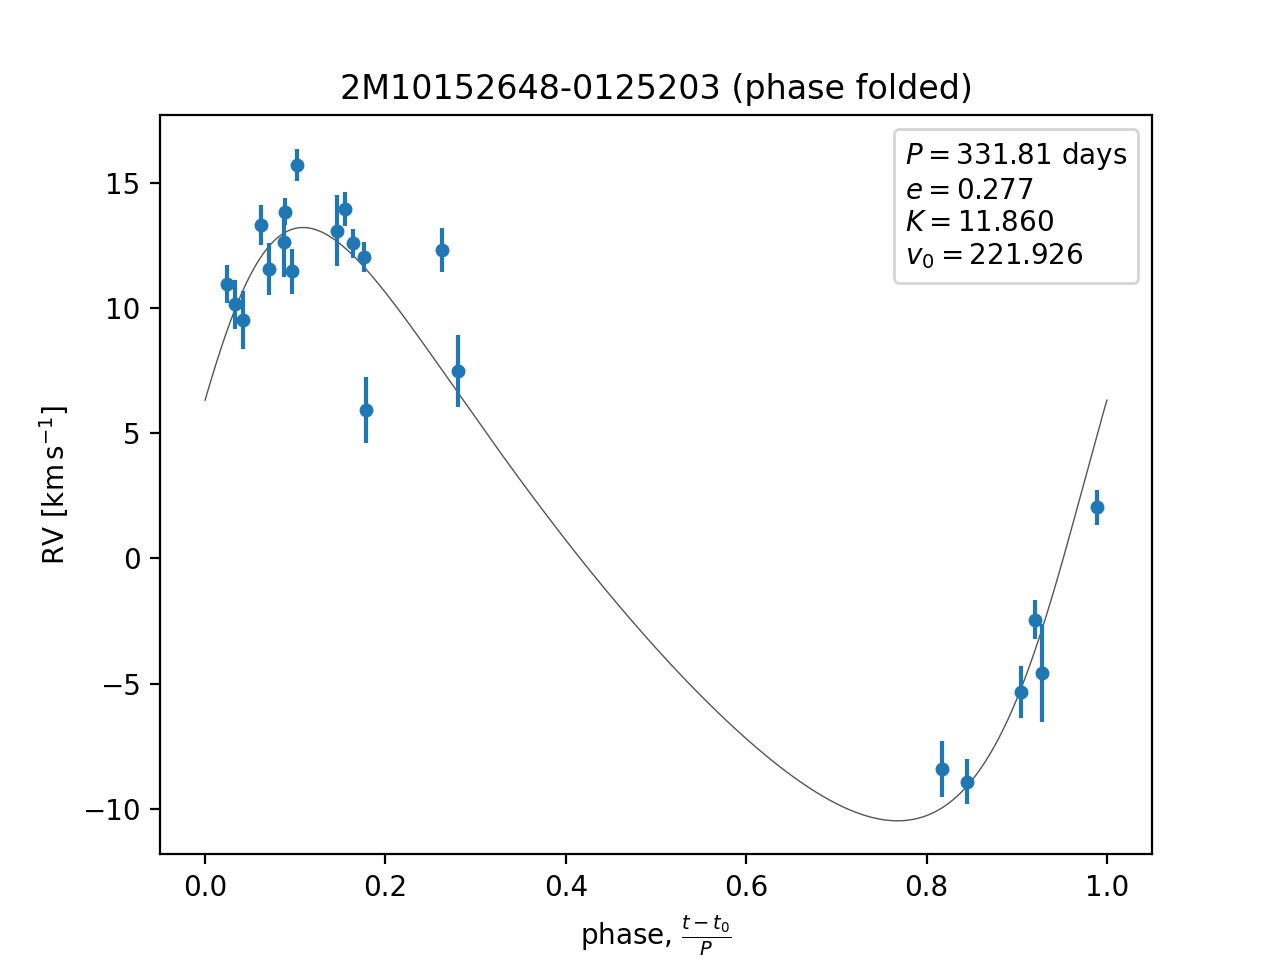 2M10152648-0125203 (phase folded)
P = 331.81 days
e = 0.277
K = 11.860
v₀ = 221.926
15
10
5
0
−5
−10
RV [km s⁻¹]
0.0 0.2 0.4 0.6 0.8 1.0
phase, (t − t₀)/P